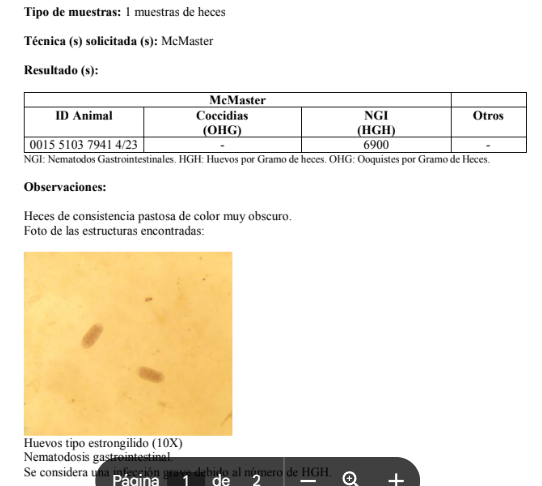 Tipo de muestras: 1 muestras de heces
Técnica (s) solicitada (s): McMaster
Resultado (s):
McMaster
ID Animal Coccidias (OHG) NGI (HGH) Otros
0015 5103 7941 4/23 - 6900 -
NGI: Nematodos Gastrointestinales. HGH: Huevos por Gramo de heces. OHG: Ooquistes por Gramo de Heces.
Observaciones:
Heces de consistencia pastosa de color muy obscuro.
Foto de las estructuras encontradas:
Huevos tipo estrongilido (10X)
Nematodosis gastrointestinal.
Se considera una infección grave debido al número de HGH.
Página 1 de 2